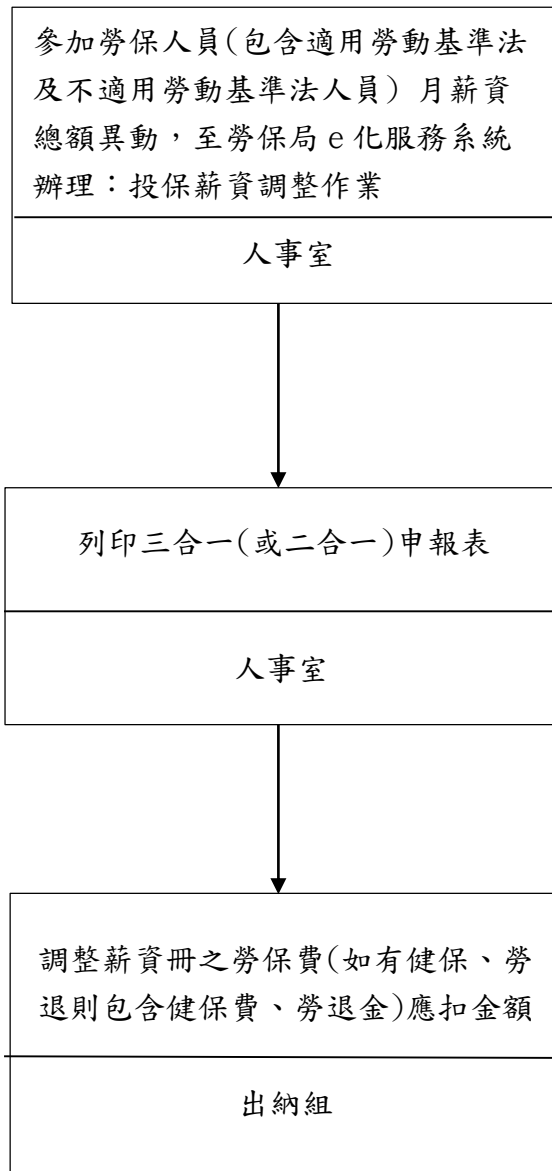 參加勞保人員(包含適用勞動基準法
及不適用勞動基準法人員) 月薪資
總額異動，至勞保局 e 化服務系統
辦理：投保薪資調整作業
人事室
列印三合一(或二合一)申報表
人事室
調整薪資冊之勞保費(如有健保、勞
退則包含健保費、勞退金)應扣金額
出納組